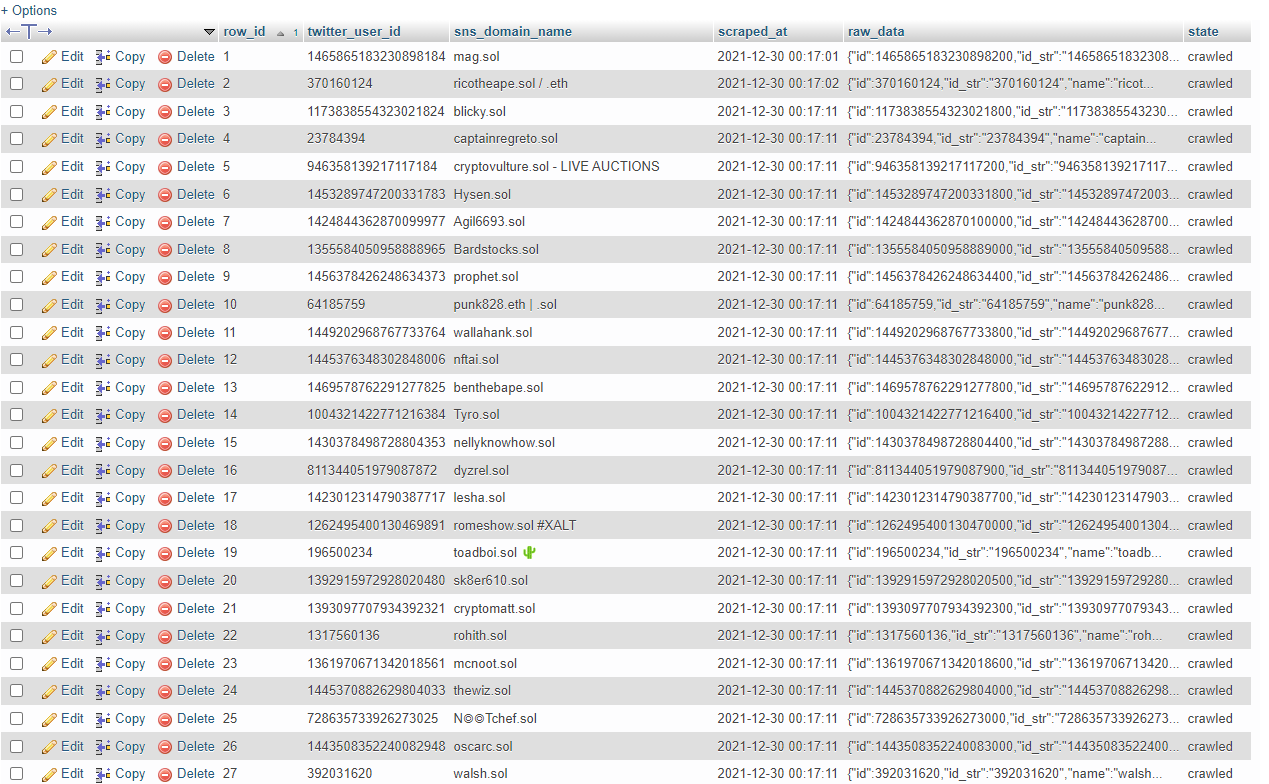 + Options
row_id 1 twitter_user_id sns_domain_name scraped_at raw_data state
Edit Copy Delete 1 1465865183230898184 mag.sol 2021-12-30 00:17:01 {"id":1465865183230898200,"id_str":"14658651832308... crawled
Edit Copy Delete 2 370160124 ricotheape.sol / .eth 2021-12-30 00:17:02 {"id":370160124,"id_str":"370160124","name":"ricot... crawled
Edit Copy Delete 3 1173838554323021824 blicky.sol 2021-12-30 00:17:11 {"id":1173838554323021800,"id_str":"11738385543230... crawled
Edit Copy Delete 4 23784394 captainregreto.sol 2021-12-30 00:17:11 {"id":23784394,"id_str":"23784394","name":"captain... crawled
Edit Copy Delete 5 946358139217117184 cryptovulture.sol - LIVE AUCTIONS 2021-12-30 00:17:11 {"id":946358139217117200,"id_str":"946358139217117... crawled
Edit Copy Delete 6 1453289747200331783 Hysen.sol 2021-12-30 00:17:11 {"id":1453289747200331800,"id_str":"14532897472003... crawled
Edit Copy Delete 7 1424844362870099977 Agil6693.sol 2021-12-30 00:17:11 {"id":1424844362870100000,"id_str":"14248443628700... crawled
Edit Copy Delete 8 1355584050958888965 Bardstocks.sol 2021-12-30 00:17:11 {"id":1355584050958889000,"id_str":"13555840509588... crawled
Edit Copy Delete 9 1456378426248634373 prophet.sol 2021-12-30 00:17:11 {"id":1456378426248634400,"id_str":"14563784262486... crawled
Edit Copy Delete 10 64185759 punk828.eth | .sol 2021-12-30 00:17:11 {"id":64185759,"id_str":"64185759","name":"punk828... crawled
Edit Copy Delete 11 1449202968767733764 wallahank.sol 2021-12-30 00:17:11 {"id":1449202968767733800,"id_str":"14492029687677... crawled
Edit Copy Delete 12 1445376348302848006 nftai.sol 2021-12-30 00:17:11 {"id":1445376348302848000,"id_str":"14453763483028... crawled
Edit Copy Delete 13 1469578762291277825 benthebape.sol 2021-12-30 00:17:11 {"id":1469578762291277800,"id_str":"14695787622912... crawled
Edit Copy Delete 14 1004321422771216384 Tyro.sol 2021-12-30 00:17:11 {"id":1004321422771216400,"id_str":"10043214227712... crawled
Edit Copy Delete 15 1430378498728804353 nellyknowhow.sol 2021-12-30 00:17:11 {"id":1430378498728804400,"id_str":"14303784987288... crawled
Edit Copy Delete 16 811344051979087872 dyzrel.sol 2021-12-30 00:17:11 {"id":811344051979087900,"id_str":"811344051979087... crawled
Edit Copy Delete 17 1423012314790387717 lesha.sol 2021-12-30 00:17:11 {"id":1423012314790387700,"id_str":"14230123147903... crawled
Edit Copy Delete 18 1262495400130469891 romeshow.sol #XALT 2021-12-30 00:17:11 {"id":1262495400130470000,"id_str":"12624954001304... crawled
Edit Copy Delete 19 196500234 toadboi.sol 🌵 2021-12-30 00:17:11 {"id":196500234,"id_str":"196500234","name":"toadb... crawled
Edit Copy Delete 20 1392915972928020480 sk8er610.sol 2021-12-30 00:17:11 {"id":1392915972928020500,"id_str":"13929159729280... crawled
Edit Copy Delete 21 1393097707934392321 cryptomatt.sol 2021-12-30 00:17:11 {"id":1393097707934392300,"id_str":"13930977079343... crawled
Edit Copy Delete 22 1317560136 rohith.sol 2021-12-30 00:17:11 {"id":1317560136,"id_str":"1317560136","name":"roh... crawled
Edit Copy Delete 23 1361970671342018561 mcnoot.sol 2021-12-30 00:17:11 {"id":1361970671342018600,"id_str":"13619706713420... crawled
Edit Copy Delete 24 1445370882629804033 thewiz.sol 2021-12-30 00:17:11 {"id":1445370882629804000,"id_str":"14453708826298... crawled
Edit Copy Delete 25 728635733926273025 N©©Tchef.sol 2021-12-30 00:17:11 {"id":728635733926273000,"id_str":"728635733926273... crawled
Edit Copy Delete 26 1443508352240082948 oscarc.sol 2021-12-30 00:17:11 {"id":1443508352240083000,"id_str":"14435083522400... crawled
Edit Copy Delete 27 392031620 walsh.sol 2021-12-30 00:17:11 {"id":392031620,"id_str":"392031620","name":"walsh... crawled